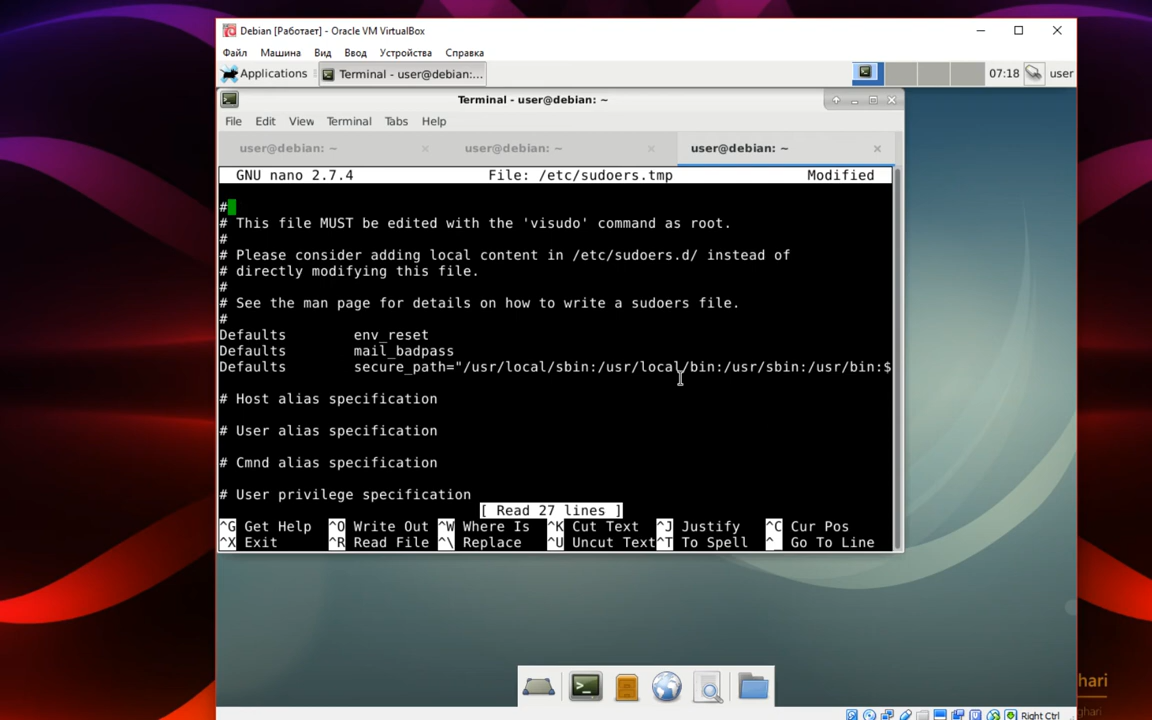 Debian [Работает] - Oracle VM VirtualBox
Файл Машина Вид Ввод Устройства Справка
Applications Terminal - user@debian:... 07:18 user
Terminal - user@debian: ~
File Edit View Terminal Tabs Help
user@debian: ~ user@debian: ~ user@debian: ~
GNU nano 2.7.4 File: /etc/sudoers.tmp Modified
#
# This file MUST be edited with the 'visudo' command as root.
#
# Please consider adding local content in /etc/sudoers.d/ instead of
# directly modifying this file.
#
# See the man page for details on how to write a sudoers file.
#
Defaults env_reset
Defaults mail_badpass
Defaults secure_path="/usr/local/sbin:/usr/local/bin:/usr/sbin:/usr/bin:$
# Host alias specification
# User alias specification
# Cmnd alias specification
# User privilege specification
[ Read 27 lines ]
^G Get Help ^O Write Out ^W Where Is ^K Cut Text ^J Justify ^C Cur Pos
^X Exit ^R Read File ^\ Replace ^U Uncut Text ^T To Spell ^_ Go To Line
Right Ctrl